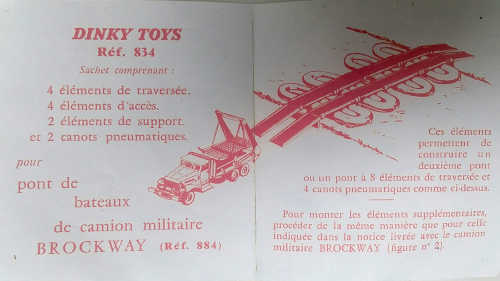 DINKY TOYS
Réf. 834
Sachet comprenant :
4 éléments de traversée.
4 éléments d'accès.
2 éléments de support.
et 2 canots pneumatiques.
pour
pont de
bateaux
de camion militaire
BROCKWAY (Réf. 884)
Ces éléments
permettent de
construire un
deuxième pont
ou un pont à 8 éléments de traversée et
4 canots pneumatiques comme ci-dessus.
Pour monter les éléments supplémentaires,
procéder de la même manière que pour celle
indiquée dans la notice livrée avec le camion
militaire BROCKWAY (figure n° 2).